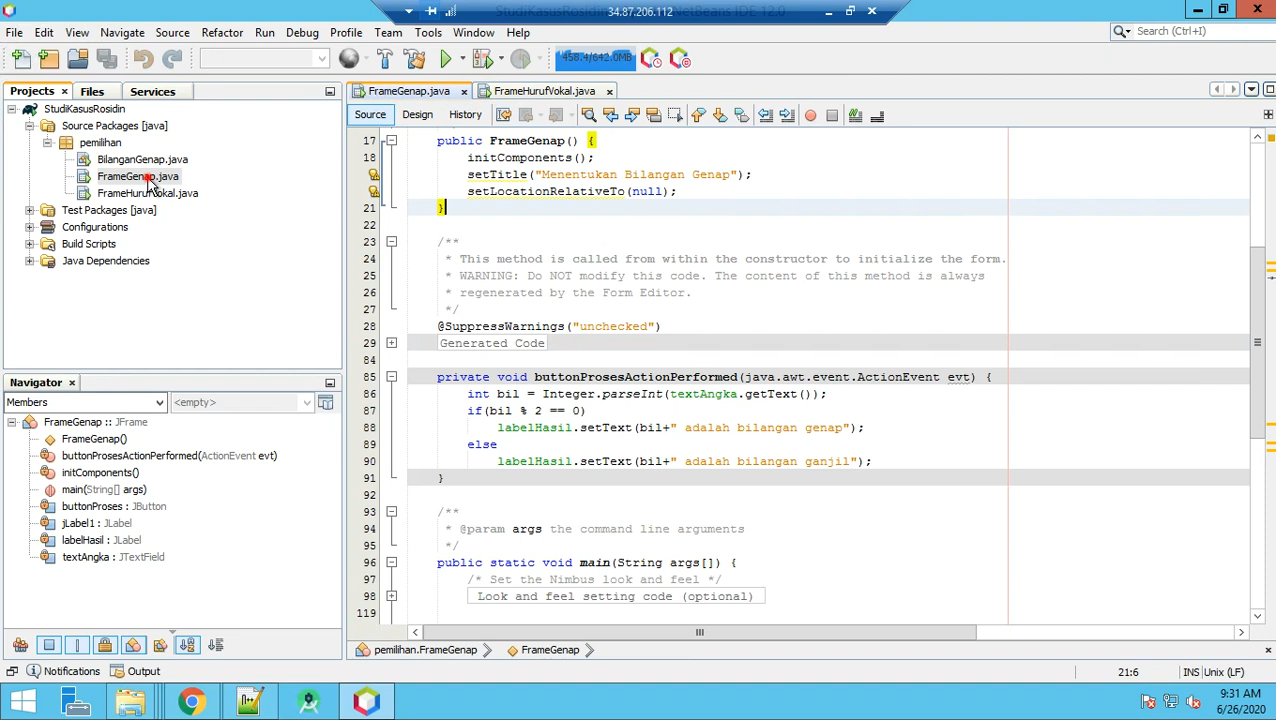 StudiKasusRosidin
34.87.206.112
NetBeans IDE 12.0
File Edit View Navigate Source Refactor Run Debug Profile Team Tools Window Help
Search (Ctrl+I)
458.4/642.0MB
Projects Files Services
FrameGenap.java FrameHurufVokal.java
StudiKasusRosidin
Source Packages [java]
pemilihan
BilanganGenap.java
FrameGenap.java
FrameHurufVokal.java
Test Packages [java]
Configurations
Build Scripts
Java Dependencies
Source Design History
17 public FrameGenap() {
18 initComponents();
19 setTitle("Menentukan Bilangan Genap");
20 setLocationRelativeTo(null);
21 }
22
23 /**
24 * This method is called from within the constructor to initialize the form.
25 * WARNING: Do NOT modify this code. The content of this method is always
26 * regenerated by the Form Editor.
27 */
28 @SuppressWarnings("unchecked")
29 Generated Code
84
85 private void buttonProsesActionPerformed(java.awt.event.ActionEvent evt) {
86 int bil = Integer.parseInt(textAngka.getText());
87 if(bil % 2 == 0)
88 labelHasil.setText(bil+" adalah bilangan genap");
89 else
90 labelHasil.setText(bil+" adalah bilangan ganjil");
91 }
92
93 /**
94 * @param args the command line arguments
95 */
96 public static void main(String args[]) {
97 /* Set the Nimbus look and feel */
98 Look and feel setting code (optional)
119
Navigator
Members <empty>
FrameGenap :: JFrame
FrameGenap()
buttonProsesActionPerformed(ActionEvent evt)
initComponents()
main(String[] args)
buttonProses : JButton
jLabel1 : JLabel
labelHasil : JLabel
textAngka : JTextField
pemilihan.FrameGenap FrameGenap
Notifications Output
21:6 INS Unix (LF)
9:31 AM
6/26/2020